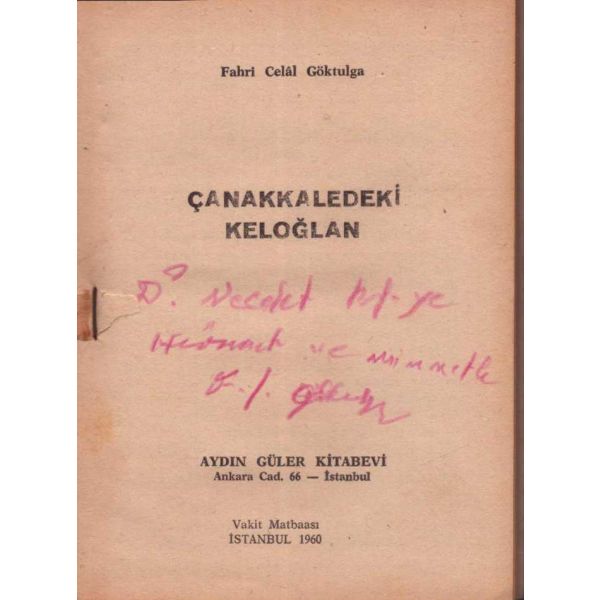 Fahri Celâl Göktulga
ÇANAKKALEDEKİ
KELOĞLAN
Dr. Necdet
ve minnetle
AYDIN GÜLER KİTABEVİ
Ankara Cad. 66 — İstanbul
Vakit Matbaası
İSTANBUL 1960